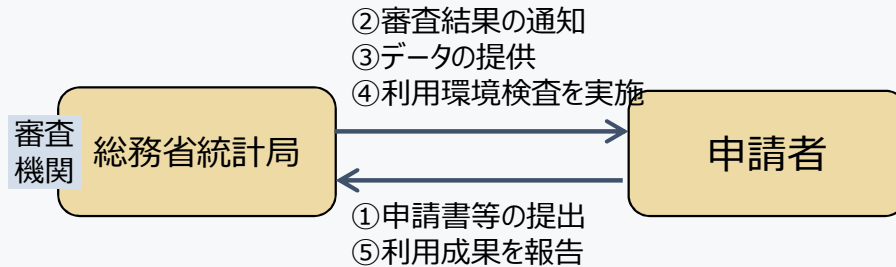 ②審査結果の通知
③データの提供
④利用環境検査を実施
審査
機関
総務省統計局
申請者
①申請書等の提出
⑤利用成果を報告